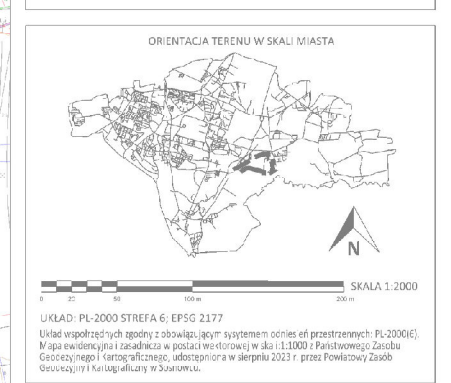 ORIENTACJA TERENU W SKALI MIASTA
N
SKALA 1:2000
0 20 50 100 200 m
UKŁAD: PL-2000 STREFA 6; EPSG 2177
Układ współrzędnych zgodny z obowiązującym sysytemem odniesień przestrzennych: PL-2000(6).
Mapa ewidencyjna i zasadnicza w postaci wektorowej w skali:1:1000 z Państwowego Zasobu
Geodezyjnego i Kartograficznego, udostępniona w sierpniu 2023 r. przez Powiatowy Zasób
Geodezyjny i Kartograficzny w Sosnowcu.